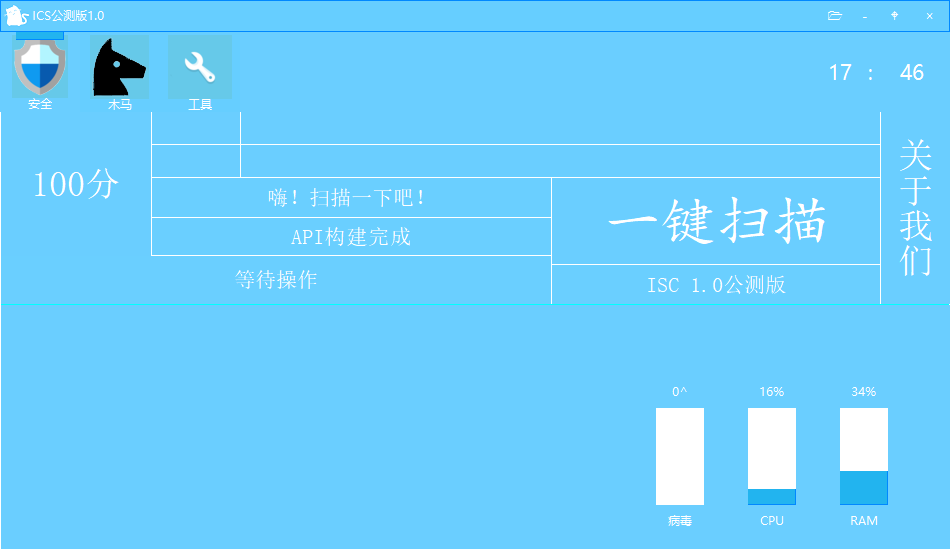 ICS公测版1.0
安全
木马
工具
17 : 46
100分
嗨！扫描一下吧！
API构建完成
等待操作
一键扫描
ISC 1.0公测版
关于我们
0^
16%
34%
病毒
CPU
RAM